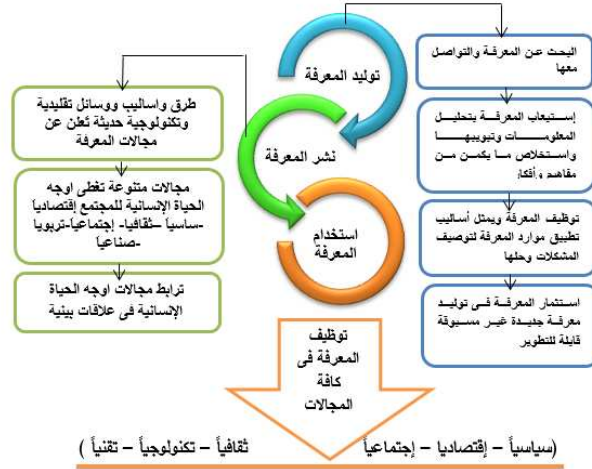 توليد المعرفة
نشر المعرفة
استخدام
المعرفة
البحث عن المعرفة والتواصل
معها
إستيعاب المعرفة بتحليل
المعلومات وتبويبها
واستخلاص ما يكمن من
مفاهيم وأفكار
توظيف المعرفة ويمثل أساليب
تطبيق موارد المعرفة لتوصيف
المشكلات وحلها
استثمار المعرفة فى توليد
معرفة جديدة غير مسبوقة
قابلة للتطوير
طرق واساليب ووسائل تقليدية
وتكنولوجية حديثة تُعلن عن
مجالات المعرفة
مجالات متنوعة تغطى اوجه
الحياة الإنسانية للمجتمع إقتصادياً
-ساسياً –ثقافيا- إجتماعياً-تربويا
-صناعياً
ترابط مجالات اوجه الحياة
الإنسانية فى علاقات بينية
توظيف
المعرفة فى
كافة
المجالات
(سياسياً – إقتصاديا – إجتماعياً ثقافياً – تكنولوجياً – تقنياً )